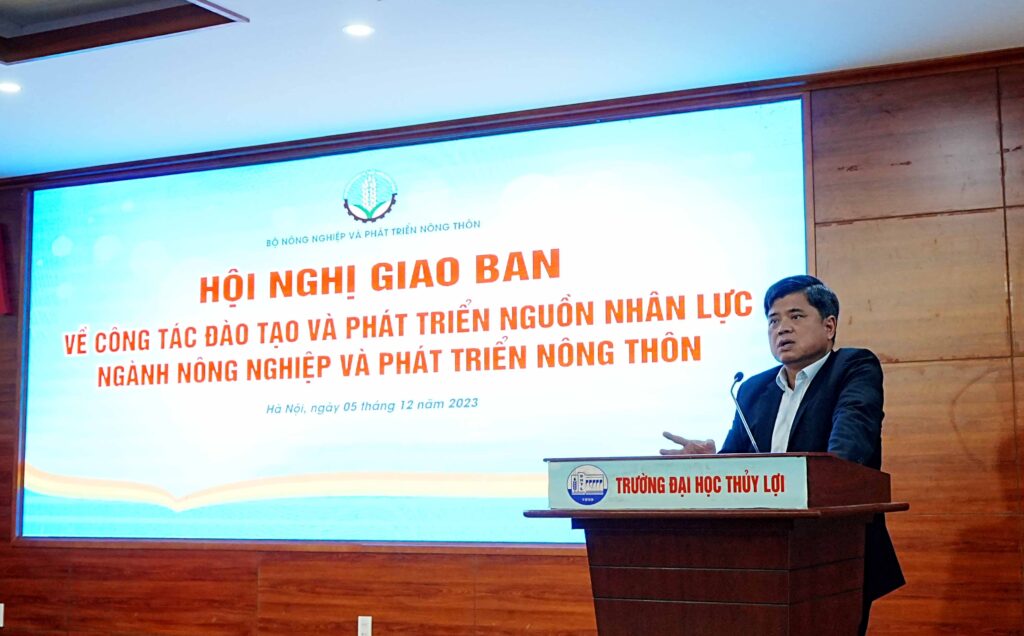 BỘ NÔNG NGHIỆP VÀ PHÁT TRIỂN NÔNG THÔN
HỘI NGHỊ GIAO BAN
VỀ CÔNG TÁC ĐÀO TẠO VÀ PHÁT TRIỂN NGUỒN NHÂN LỰC
NGÀNH NÔNG NGHIỆP VÀ PHÁT TRIỂN NÔNG THÔN
Hà Nội, ngày 05 tháng 12 năm 2023
TRƯỜNG ĐẠI HỌC THỦY LỢI
1959